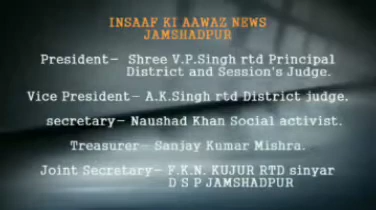 INSAAF KI AAWAZ NEWS
JAMSHADPUR
President- Shree V.P.Singh rtd Principal
District and Session's Judge.
Vice President- A.K.Singh rtd District judge.
secretary- Naushad Khan Social activist.
Treasurer- Sanjay Kumar Mishra.
Joint Secretary- F.K.N. KUJUR RTD sinyar
D S P JAMSHADPUR